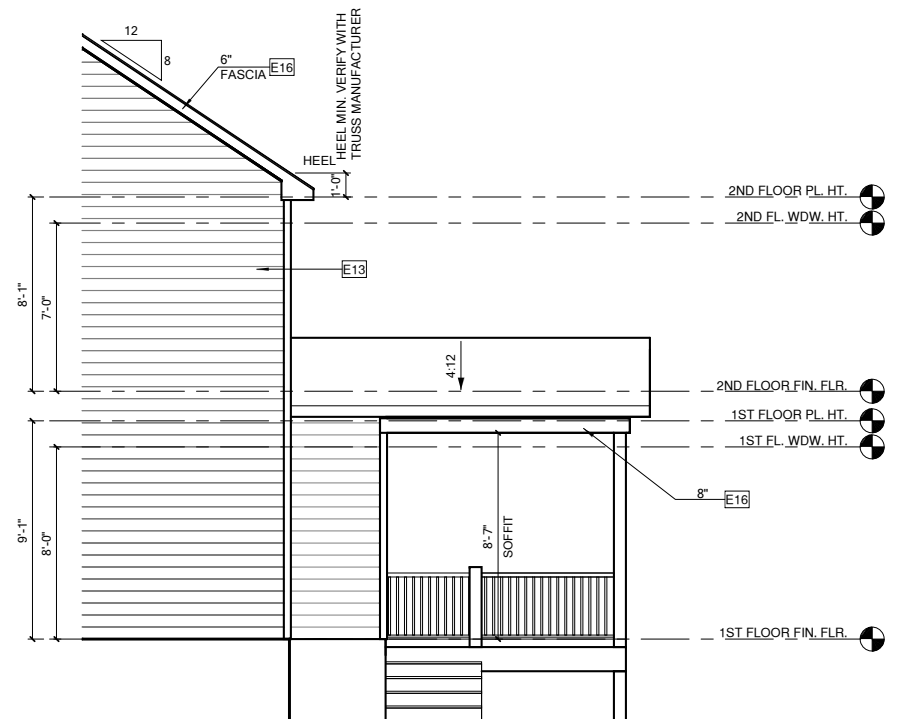 12
8
6" E16
FASCIA
HEEL MIN. VERIFY WITH
TRUSS MANUFACTURER
HEEL
1'-0"
2ND FLOOR PL. HT.
2ND FL. WDW. HT.
E13
8'-1"
7'-0"
4:12
2ND FLOOR FIN. FLR.
1ST FLOOR PL. HT.
1ST FL. WDW. HT.
8" E16
9'-1"
8'-0"
8'-7"
SOFFIT
1ST FLOOR FIN. FLR.